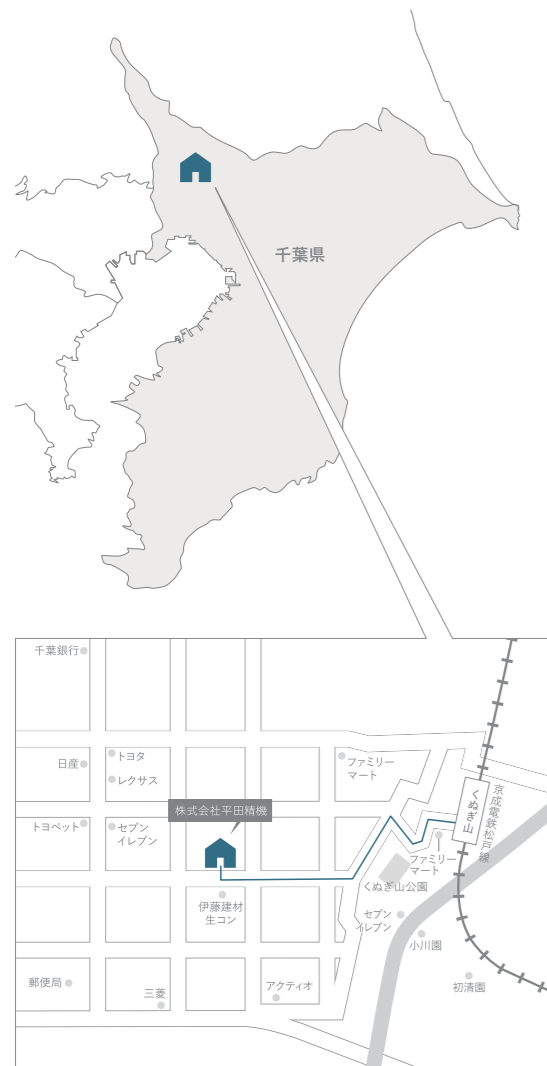 千葉県
千葉銀行
トヨタ
日産
レクサス
ファミリー
マート
株式会社平田精機
トヨペット
セブン
イレブン
京成電鉄松戸線
くぬぎ山
ファミリー
マート
くぬぎ山公園
伊藤建材
生コン
セブン
イレブン
小川園
郵便局
三菱
アクティオ
初清園